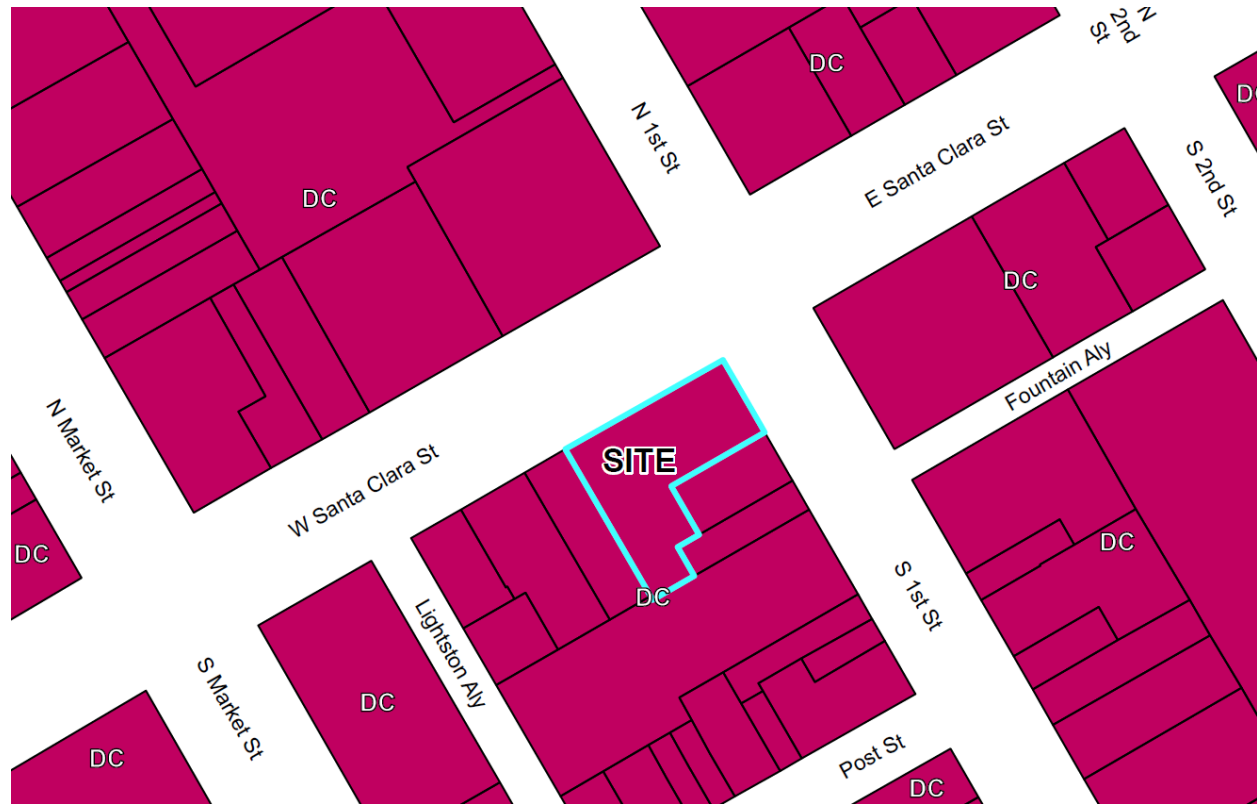 N
2nd
St
DC
DC
N 1st St
E Santa Clara St
S 2nd St
DC
DC
Fountain Aly
SITE
N Market St
W Santa Clara St
DC
DC
DC
S 1st St
Lightston Aly
S Market St
DC
DC
Post St
DC